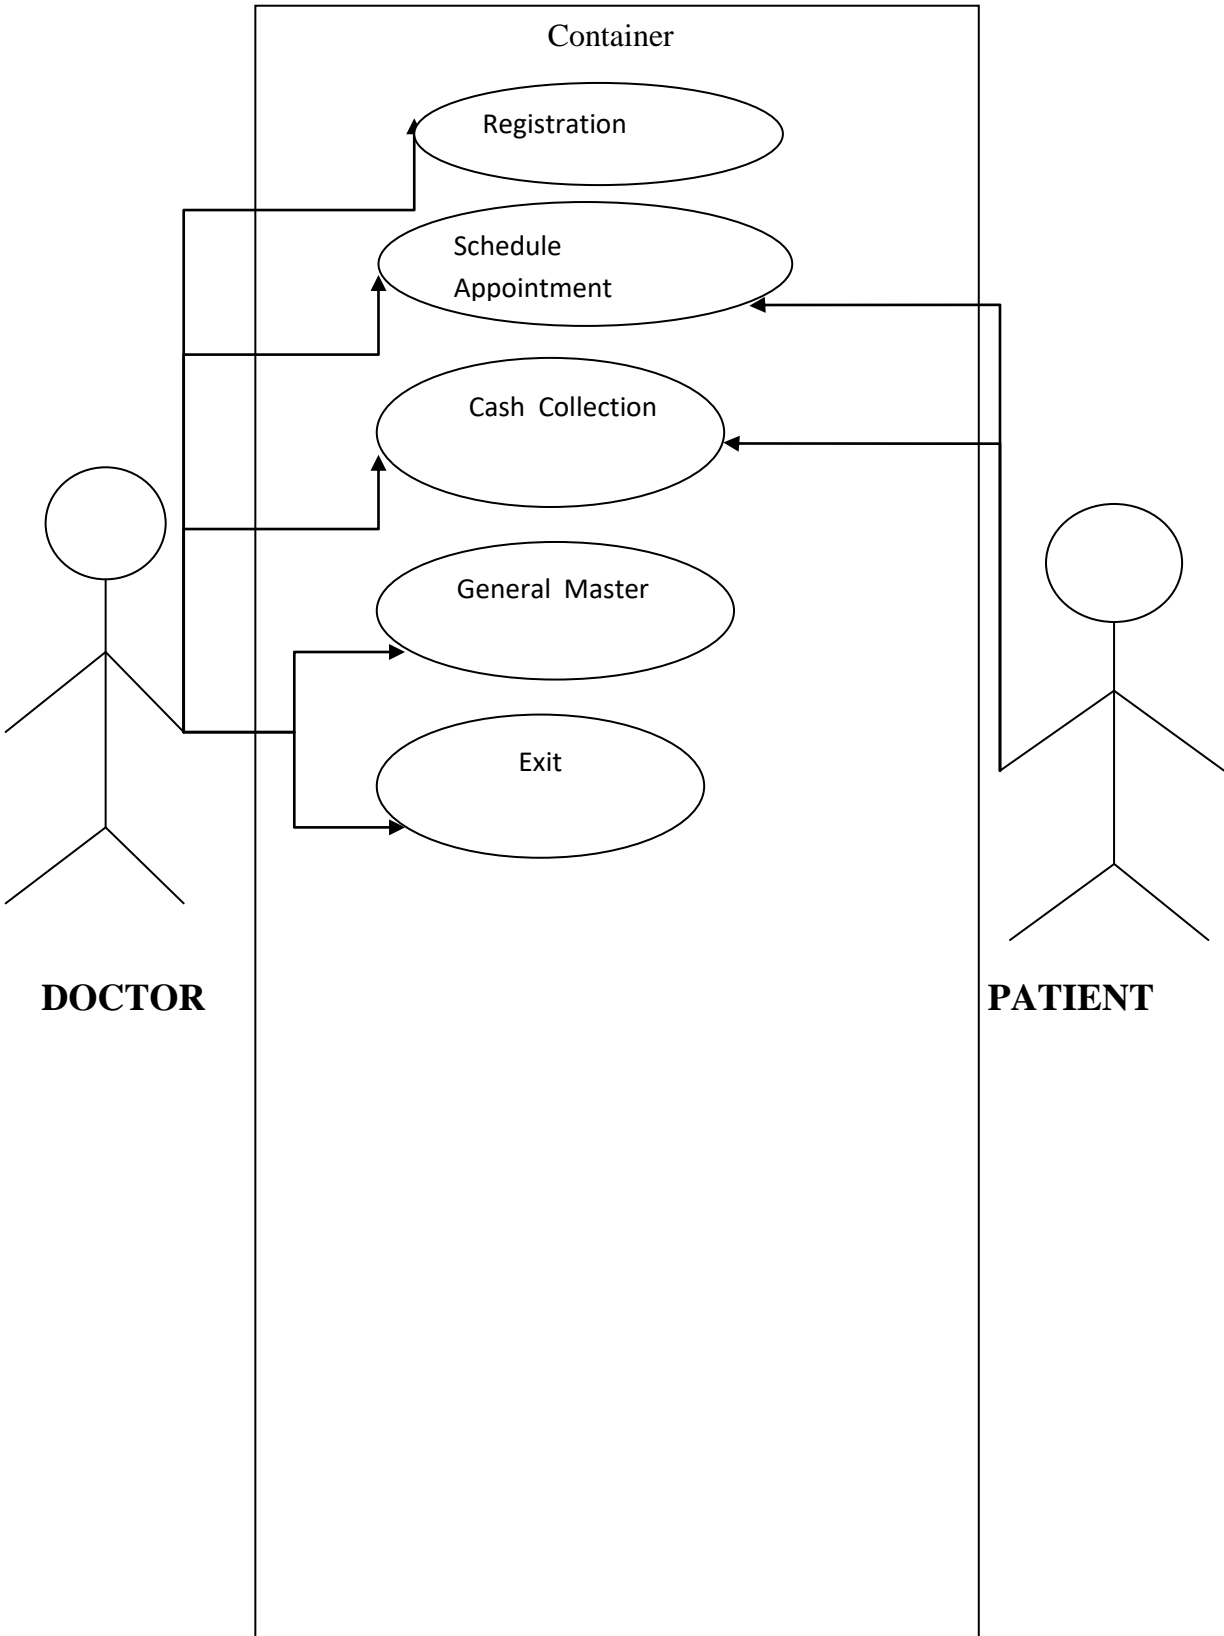 Container
Registration
Schedule
Appointment
Cash Collection
General Master
Exit
DOCTOR
PATIENT